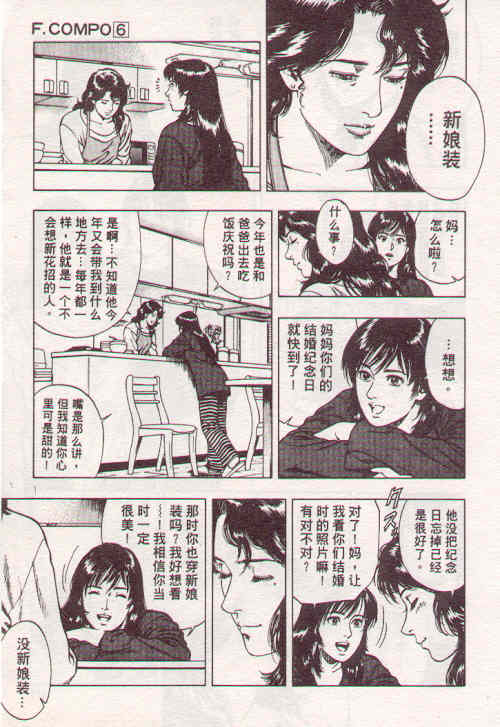 F. COMPO 6
新娘装
……
妈…
怎么啦？
什么事？
…想想。
妈妈你们的
结婚纪念日
就快到了！
今年也是和
爸爸出去吃
饭庆祝吗？
是啊…不知道他今
年又会带我到什么
地方去…每年都一
样，他就是一个不
会想新花招的人。
嘴是那么讲，
但我知道你心
里可是甜的！
他没把纪念
日忘掉已经
是很好了。
对了！妈，让
我看你们结婚
时的照片嘛！
有对不对？
那时你也穿新娘
装吗？我好想看
…！我相信你当
时一定
很美！
没新娘装…